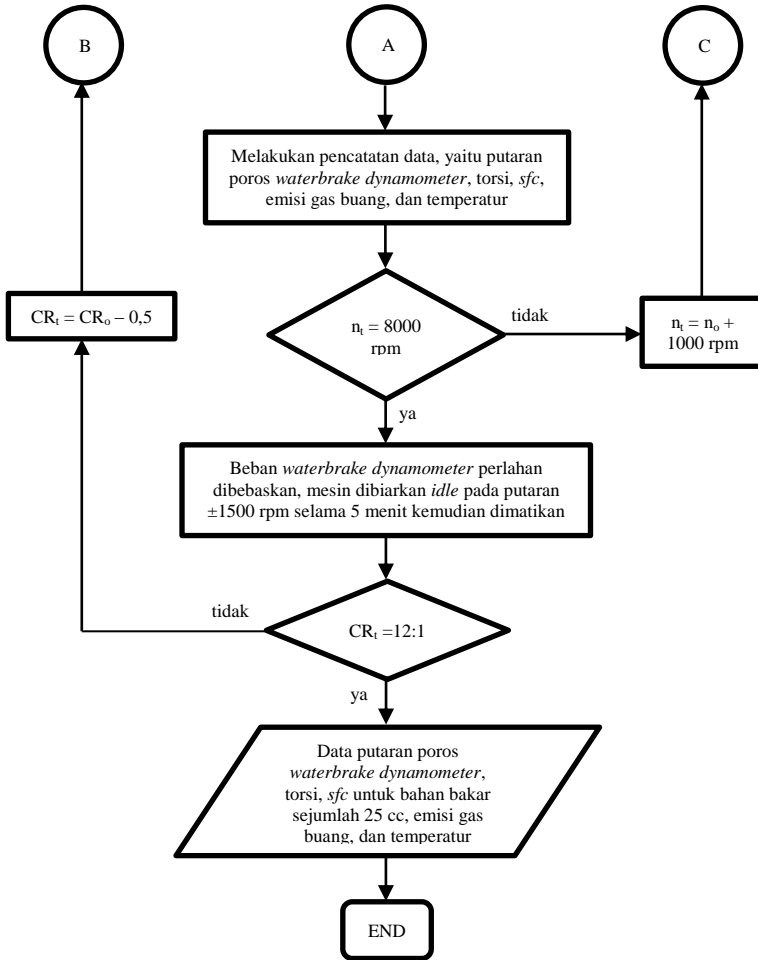 B
A
C
Melakukan pencatatan data, yaitu putaran
poros waterbrake dynamometer, torsi, sfc,
emisi gas buang, dan temperatur
CRₜ = CRₒ – 0,5
nₜ = 8000
rpm
tidak
nₜ = nₒ +
1000 rpm
ya
Beban waterbrake dynamometer perlahan
dibebaskan, mesin dibiarkan idle pada putaran
±1500 rpm selama 5 menit kemudian dimatikan
tidak
CRₜ =12:1
ya
Data putaran poros
waterbrake dynamometer,
torsi, sfc untuk bahan bakar
sejumlah 25 cc, emisi gas
buang, dan temperatur
END